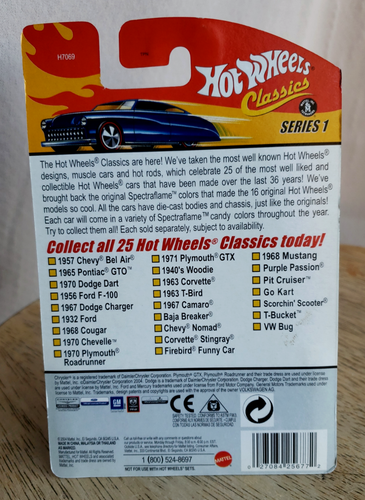 H7069
Hot Wheels
Classics
SERIES 1
The Hot Wheels® Classics are here! We've taken the most well known Hot Wheels®
designs, muscle cars and hot rods, which celebrate 25 of the most well liked and
collectible Hot Wheels® cars that have been made over the last 36 years! We've
brought back the original Spectraflame™ colors that made the 16 original Hot Wheels®
models so cool. All the cars have die-cast bodies and chassis, just like the originals!
Each car will come in a variety of Spectraflame™ candy colors throughout the year.
Try to collect them all! Each sold separately, subject to availability.
Collect all 25 Hot Wheels® Classics today!
1957 Chevy® Bel Air®
1965 Pontiac® GTO™
1970 Dodge Dart
1956 Ford F-100
1967 Dodge Charger
1932 Ford
1968 Cougar
1970 Chevelle™
1970 Plymouth®
Roadrunner
1971 Plymouth® GTX
1940's Woodie
1963 Corvette®
1963 T-Bird
1967 Camaro®
Baja Breaker®
Chevy® Nomad®
Corvette® Stingray®
Firebird® Funny Car
1968 Mustang
Purple Passion®
Pit Cruiser™
Go Kart
Scorchin' Scooter®
T-Bucket™
VW Bug
GM
CE
0-3
1 (800) 524-8697
NOT FOR USE WITH HOT WHEELS® SETS.
MATTEL
0 27084 25677